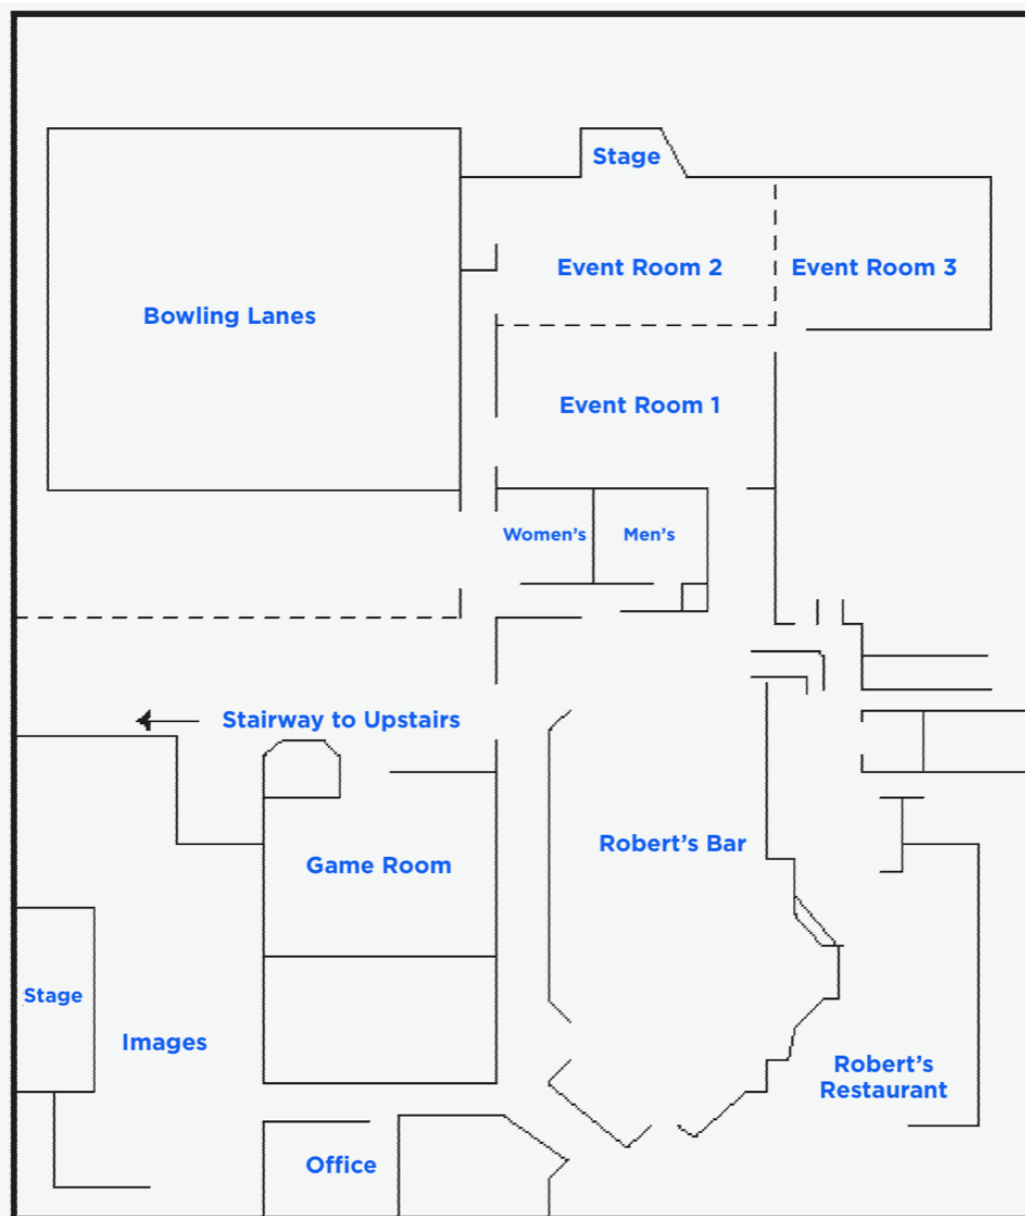 Stage
Event Room 2
Event Room 3
Bowling Lanes
Event Room 1
Women's
Men's
Stairway to Upstairs
Robert's Bar
Game Room
Stage
Images
Robert's
Restaurant
Office